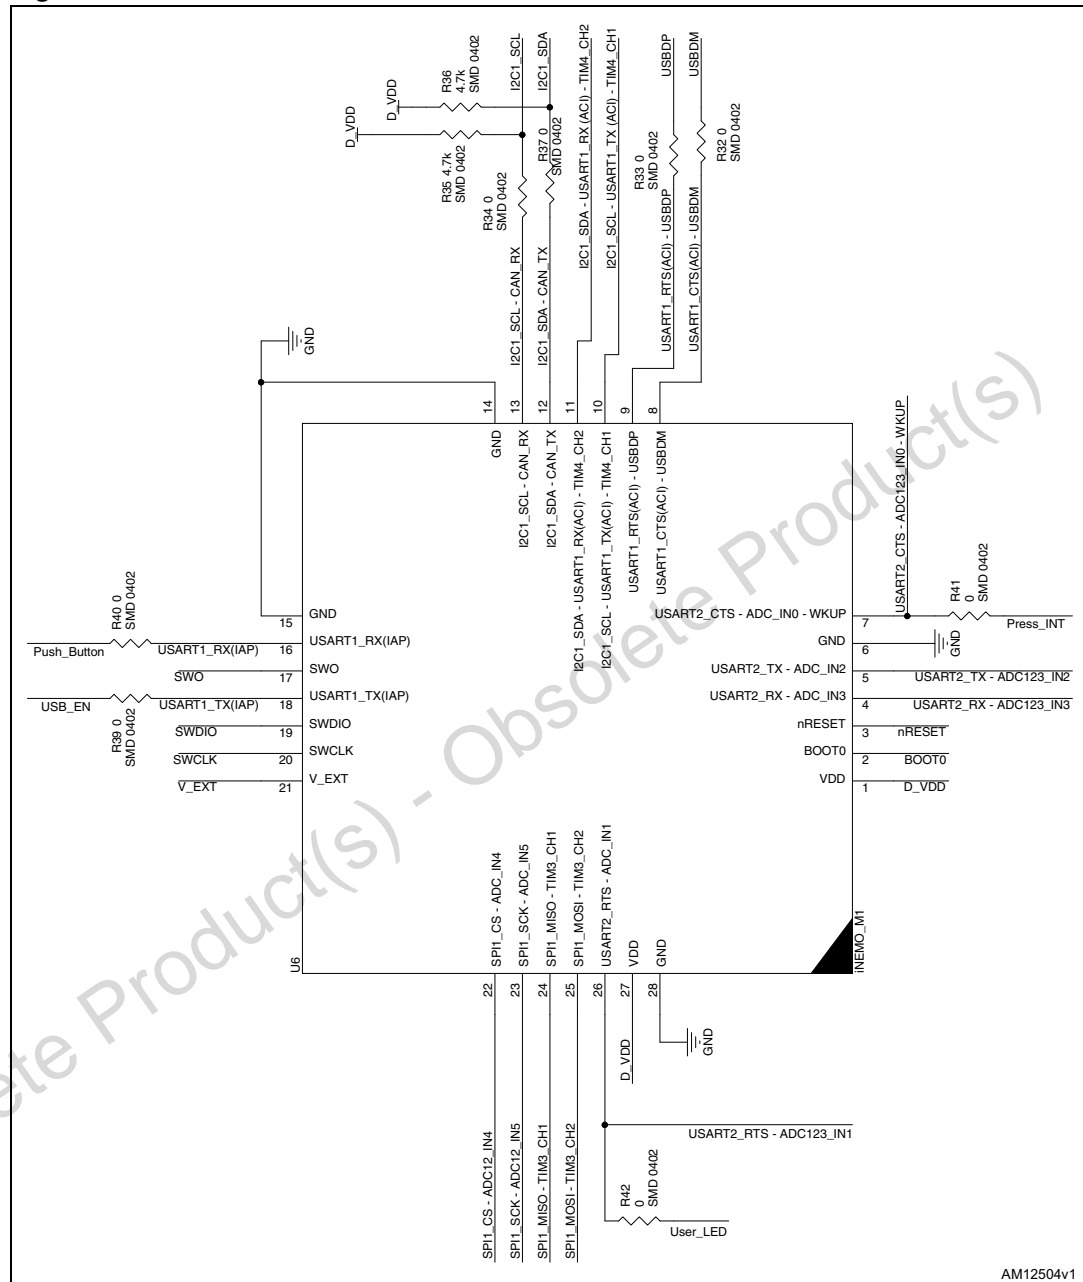 D_VDD
D_VDD
R36
4.7k
SMD 0402
R35 4.7k
SMD 0402
R34 0
SMD 0402
R37 0
SMD 0402
I2C1_SCL
I2C1_SDA
I2C1_SDA - USART1_RX (ACI) - TIM4_CH2
I2C1_SCL - USART1_TX (ACI) - TIM4_CH1
USBDP
USBDM
R33 0
SMD 0402
R32 0
SMD 0402
I2C1_SCL - CAN_RX
I2C1_SDA - CAN_TX
USART1_RTS(ACI) - USBDP
USART1_CTS(ACI) - USBDM
GND
14
13
12
11
10
9
8
GND
I2C1_SCL - CAN_RX
I2C1_SDA - CAN_TX
I2C1_SDA - USART1_RX(ACI) - TIM4_CH2
I2C1_SCL - USART1_TX(ACI) - TIM4_CH1
USART1_RTS(ACI) - USBDP
USART1_CTS(ACI) - USBDM
USART2_CTS - ADC123_IN0 - WKUP
R40 0
SMD 0402
Push_Button
USART1_RX(IAP)
SWO
USB_EN
USART1_TX(IAP)
R39 0
SMD 0402
SWDIO
SWCLK
V_EXT
15
16
17
18
19
20
21
GND
USART1_RX(IAP)
SWO
USART1_TX(IAP)
SWDIO
SWCLK
V_EXT
USART2_CTS - ADC_IN0 - WKUP
GND
USART2_TX - ADC_IN2
USART2_RX - ADC_IN3
nRESET
BOOT0
VDD
7
6
5
4
3
2
1
R41
0
SMD 0402
Press_INT
GND
USART2_TX - ADC123_IN2
USART2_RX - ADC123_IN3
nRESET
BOOT0
D_VDD
SPI1_CS - ADC_IN4
SPI1_SCK - ADC_IN5
SPI1_MISO - TIM3_CH1
SPI1_MOSI - TIM3_CH2
USART2_RTS - ADC_IN1
VDD
GND
U6
iNEMO_M1
22
23
24
25
26
27
28
D_VDD
GND
SPI1_CS - ADC12_IN4
SPI1_SCK - ADC12_IN5
SPI1_MISO - TIM3_CH1
SPI1_MOSI - TIM3_CH2
USART2_RTS - ADC123_IN1
R42
0
SMD 0402
User_LED
AM12504v1
ete Product(s) - Obsolete Product(s)